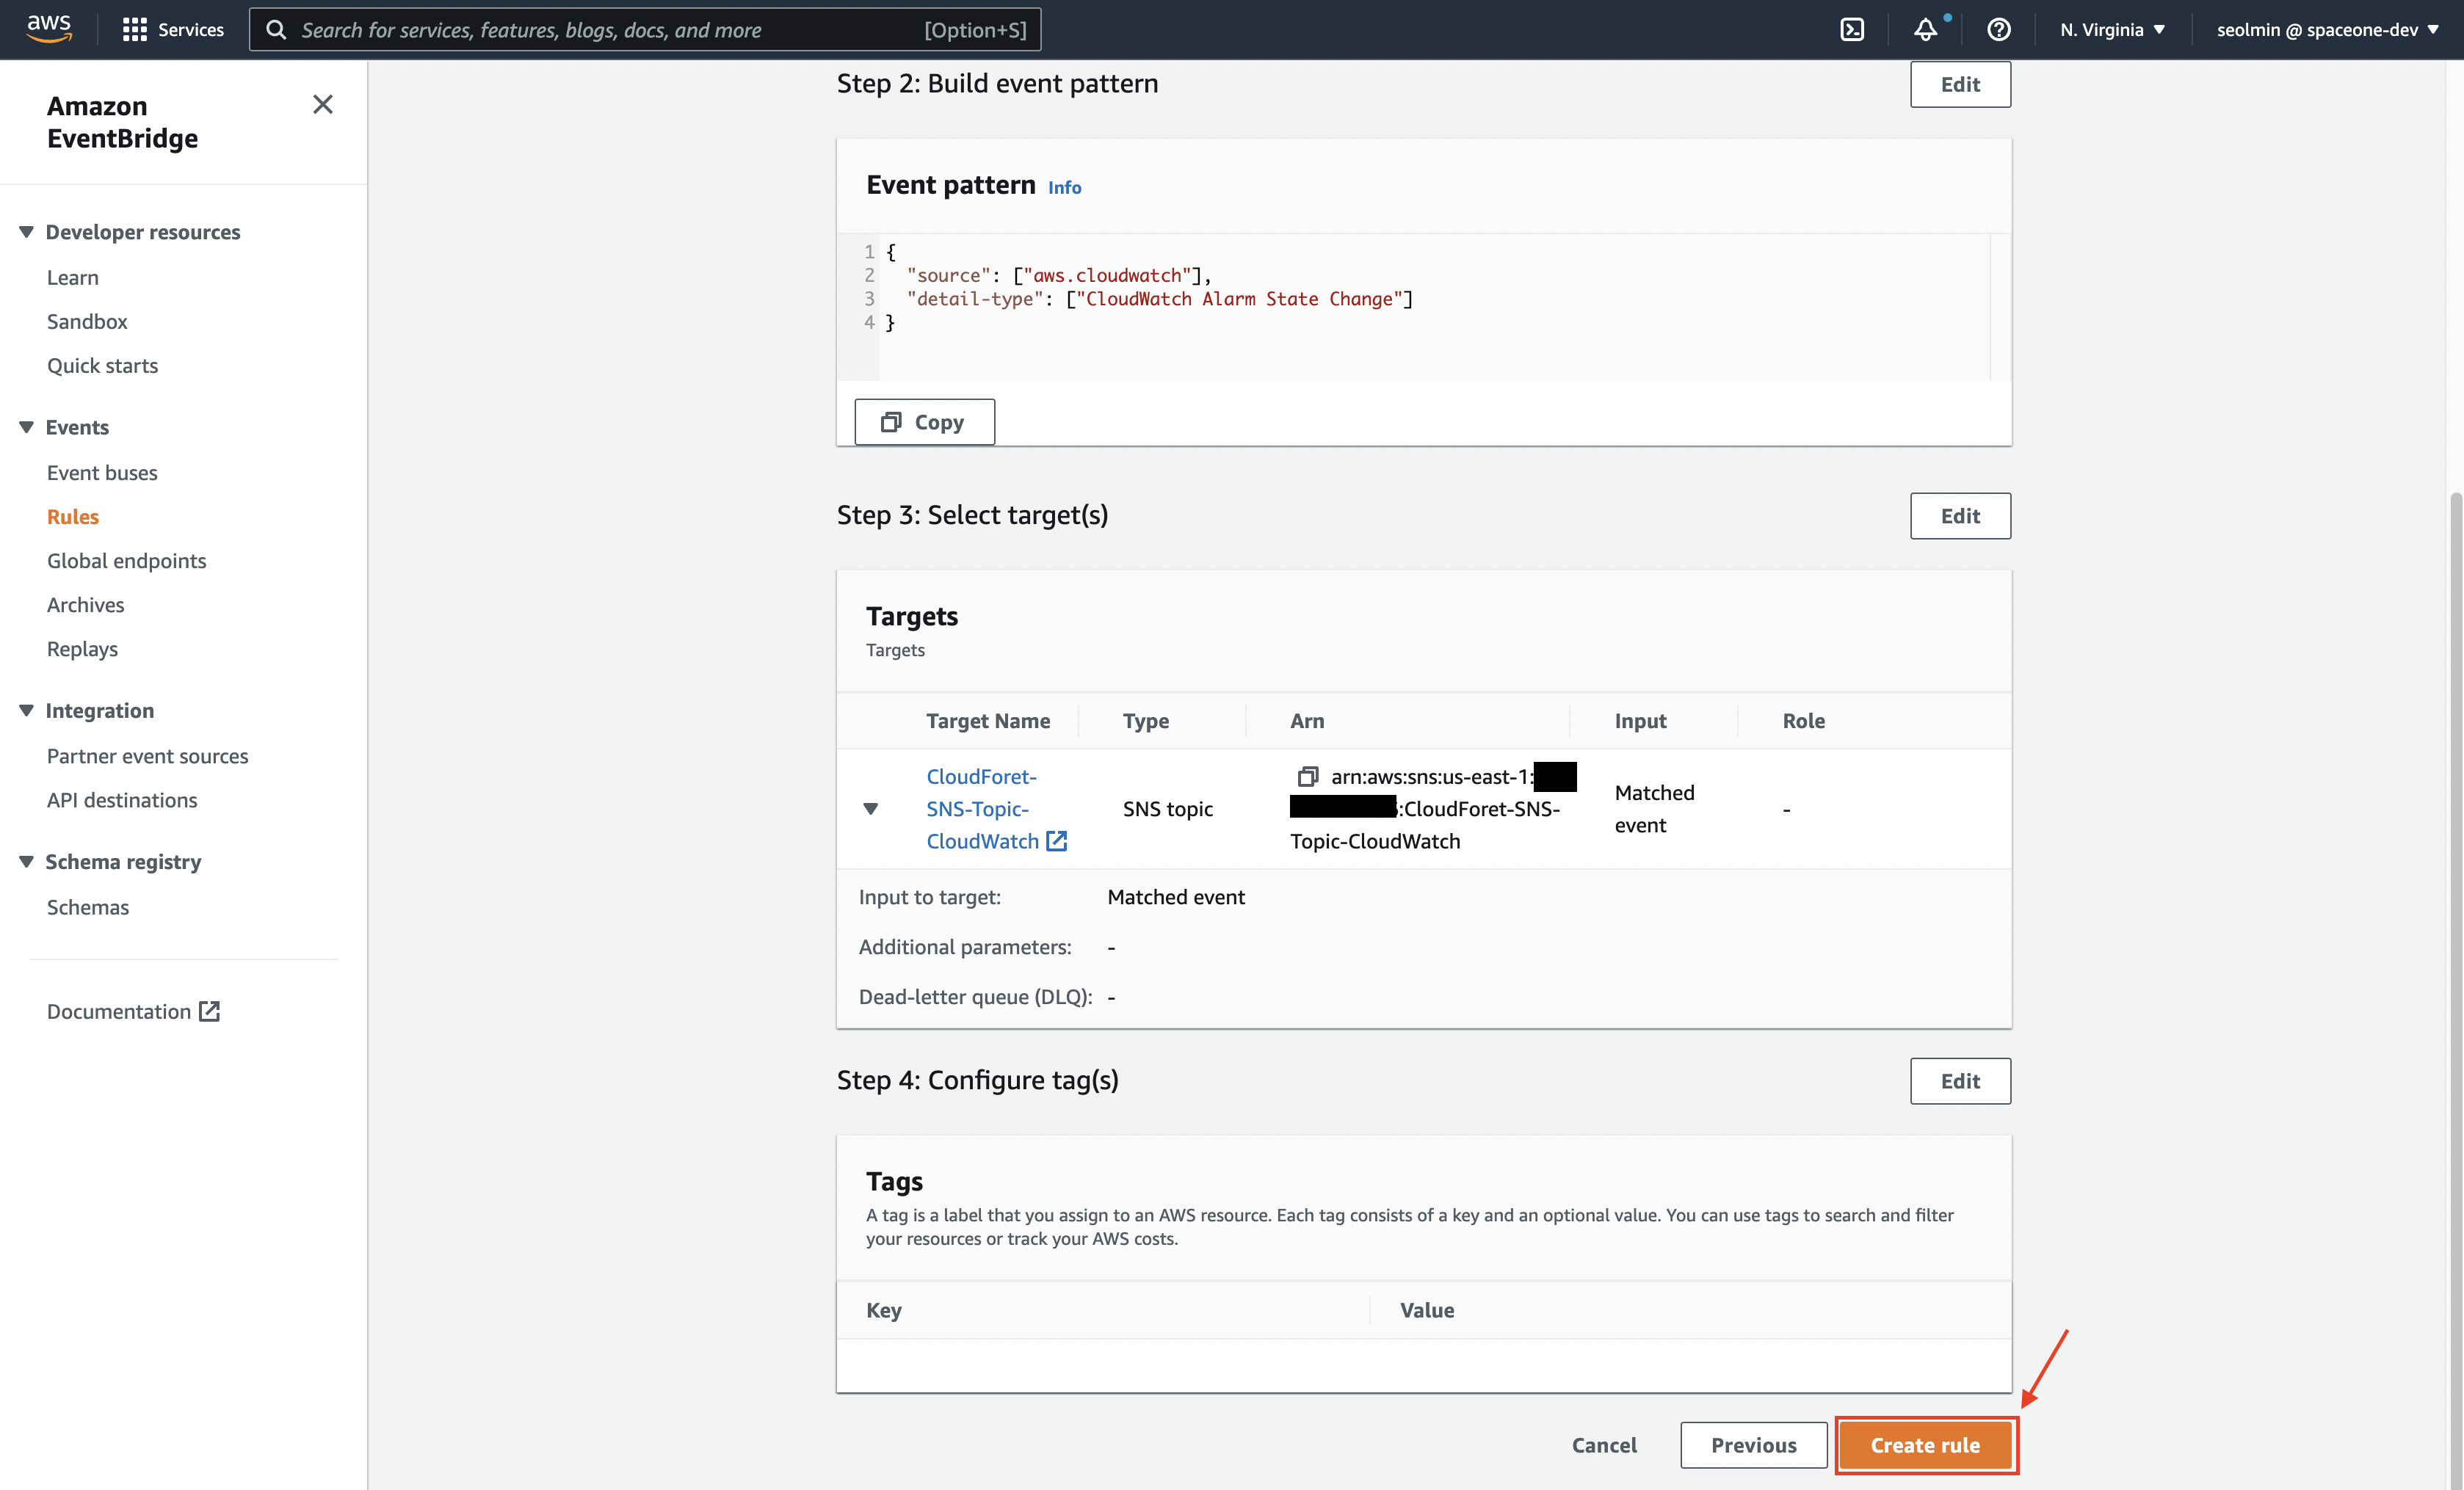 aws
Services
Search for services, features, blogs, docs, and more
[Option+S]
N. Virginia
seolmin @ spaceone-dev
Amazon
EventBridge
Developer resources
Learn
Sandbox
Quick starts
Events
Event buses
Rules
Global endpoints
Archives
Replays
Integration
Partner event sources
API destinations
Schema registry
Schemas
Documentation
Step 2: Build event pattern
Edit
Event pattern Info
1 {
2 "source": ["aws.cloudwatch"],
3 "detail-type": ["CloudWatch Alarm State Change"]
4 }
Copy
Step 3: Select target(s)
Edit
Targets
Targets
Target Name
Type
Arn
Input
Role
CloudForet-
SNS-Topic-
CloudWatch
SNS topic
arn:aws:sns:us-east-1:
:CloudForet-SNS-
Topic-CloudWatch
Matched
event
-
Input to target: Matched event
Additional parameters: -
Dead-letter queue (DLQ): -
Step 4: Configure tag(s)
Edit
Tags
A tag is a label that you assign to an AWS resource. Each tag consists of a key and an optional value. You can use tags to search and filter
your resources or track your AWS costs.
Key
Value
Cancel
Previous
Create rule